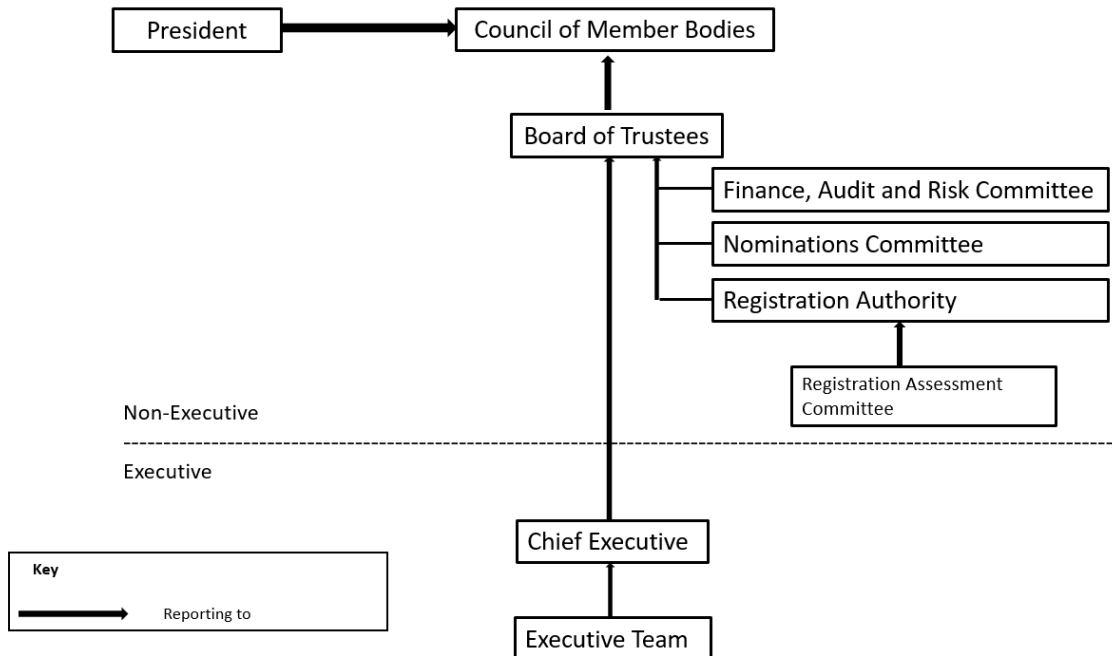 President
Council of Member Bodies
Board of Trustees
Finance, Audit and Risk Committee
Nominations Committee
Registration Authority
Registration Assessment
Committee
Non-Executive
Executive
Chief Executive
Key
Reporting to
Executive Team